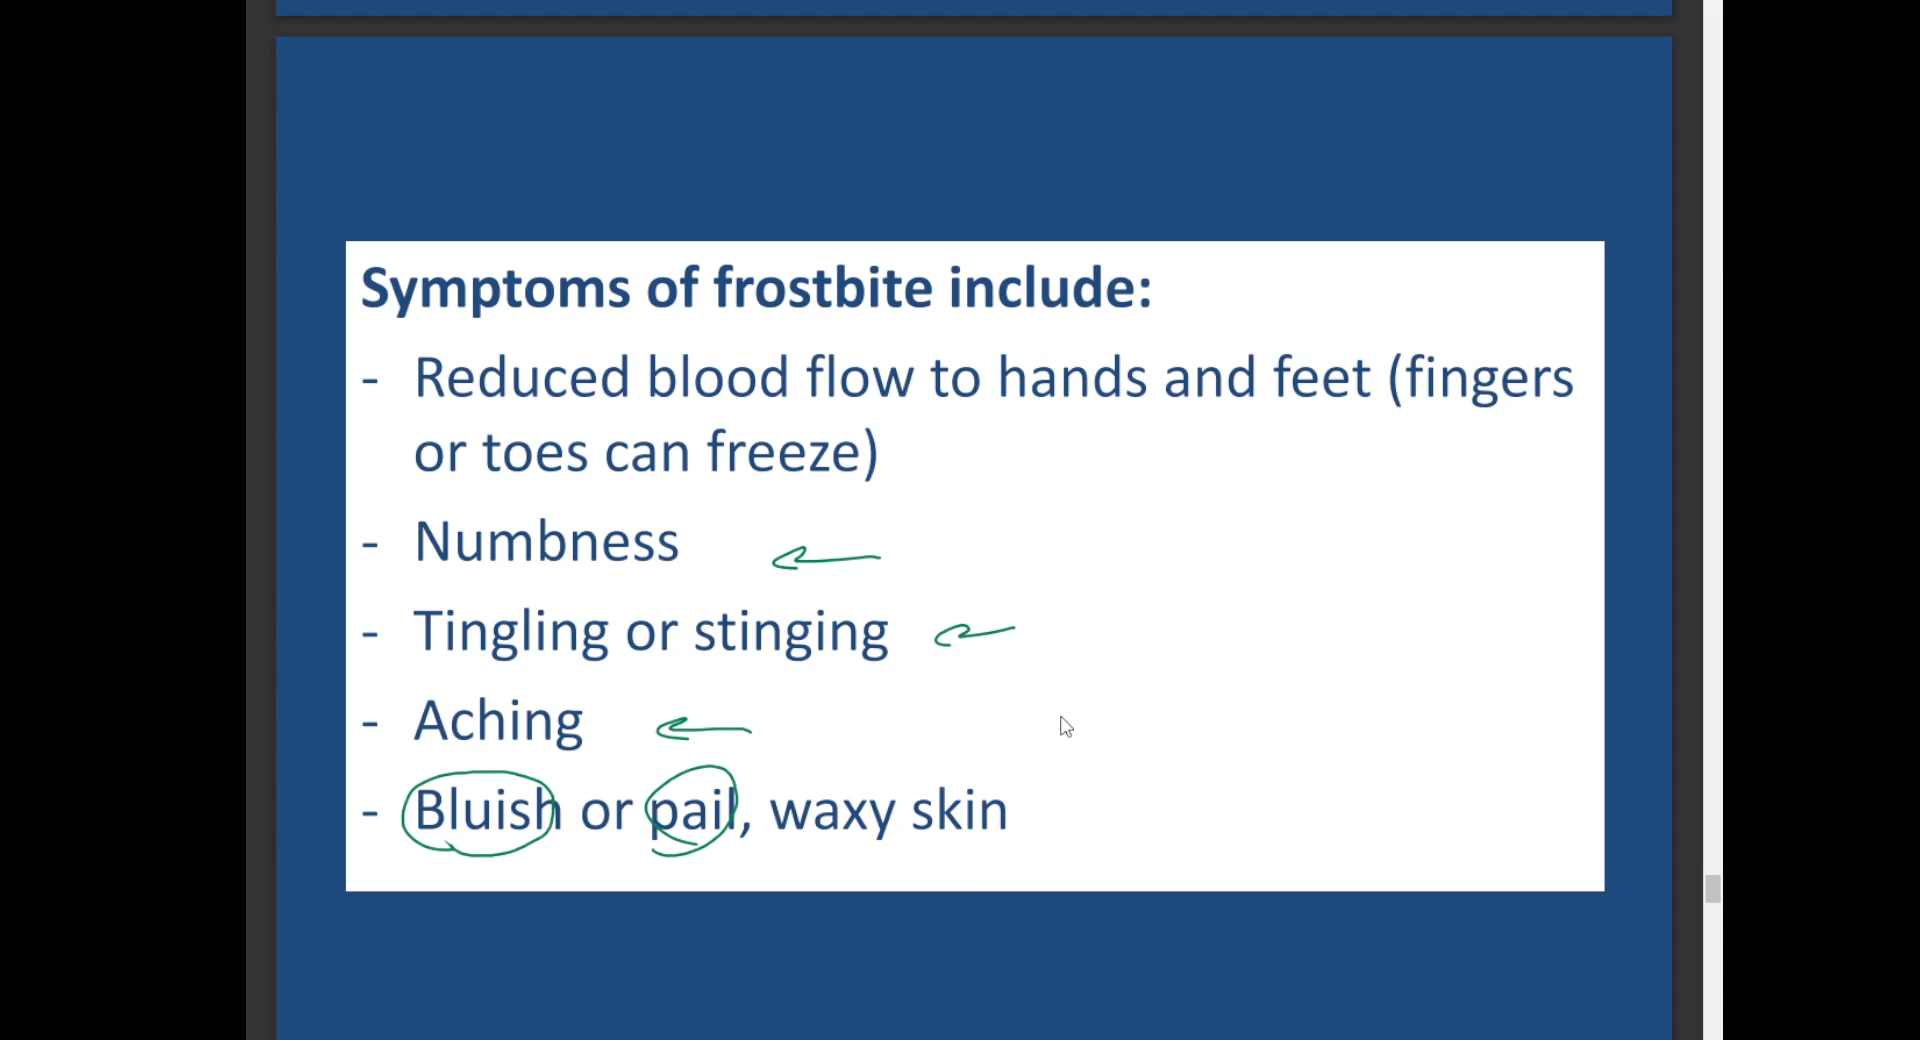 Symptoms of frostbite include:
- Reduced blood flow to hands and feet (fingers
or toes can freeze)
- Numbness
- Tingling or stinging
- Aching
- Bluish or pail, waxy skin